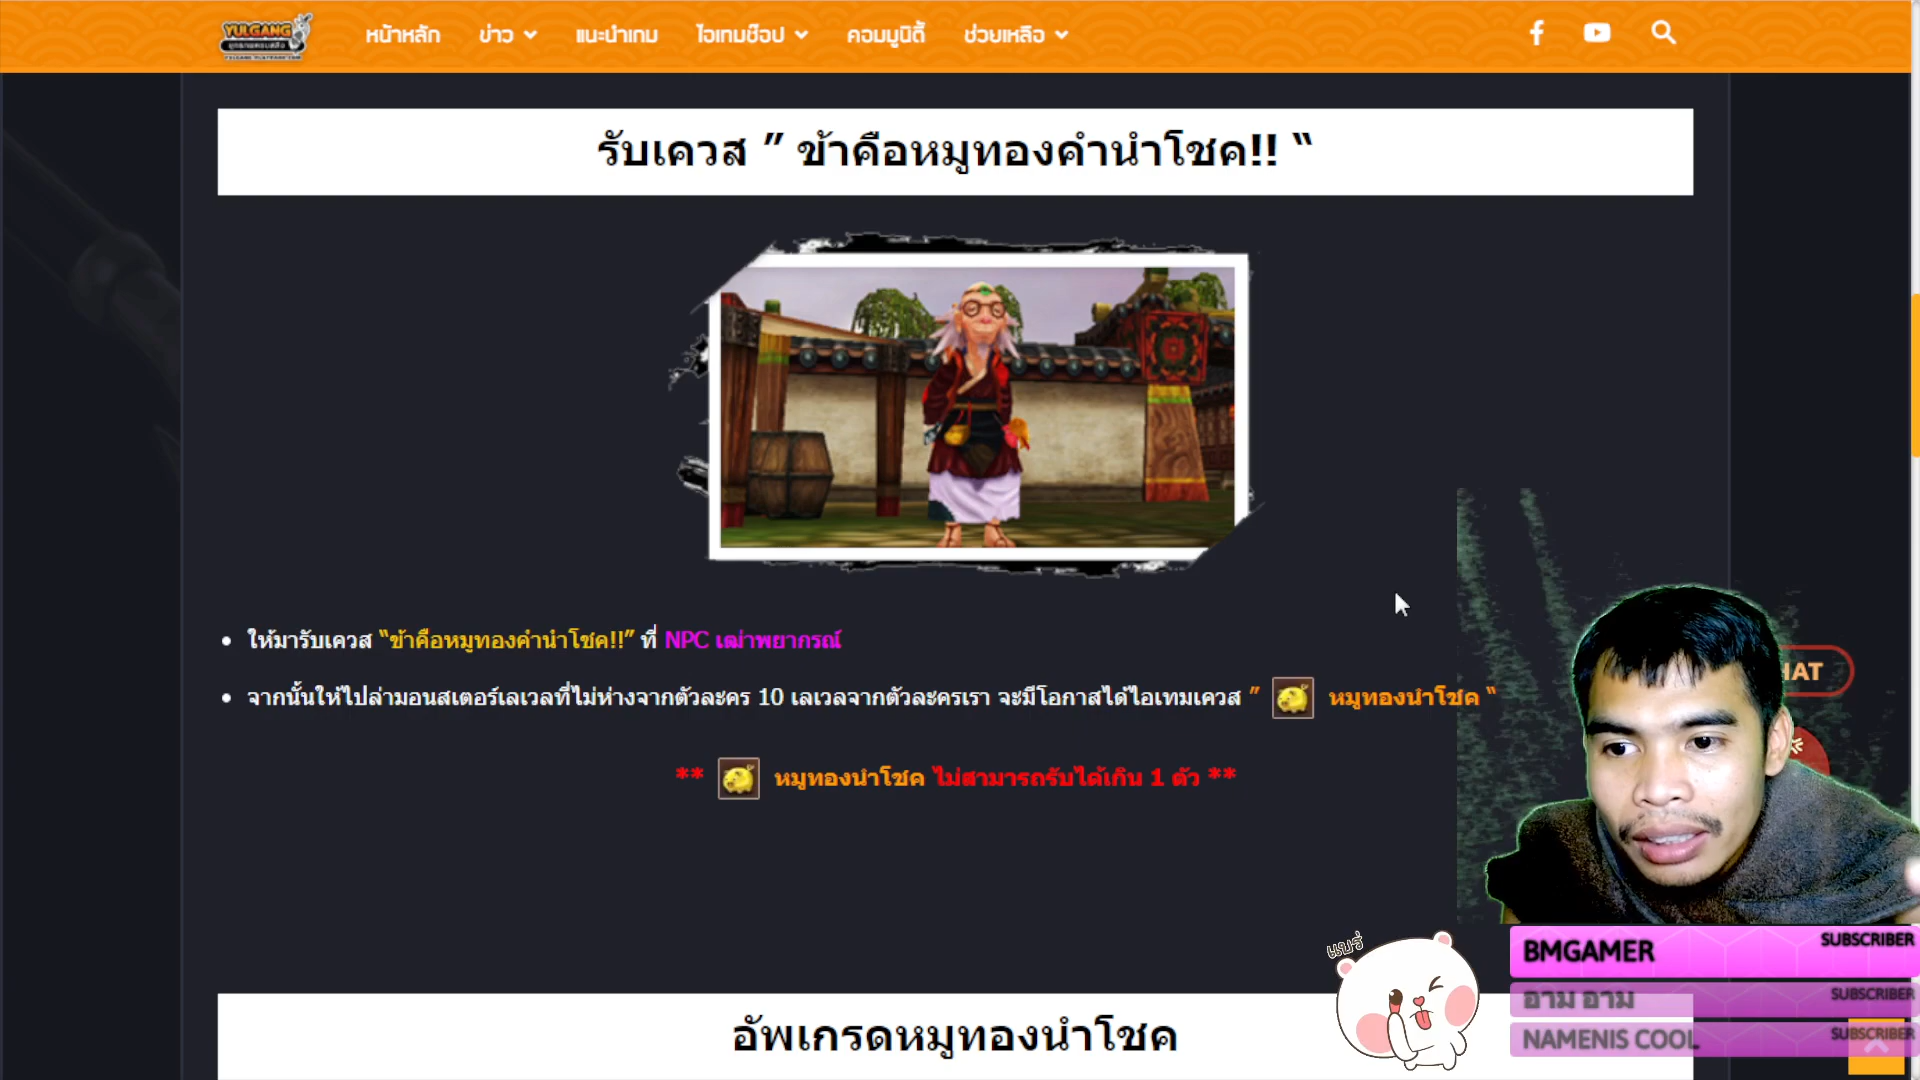 YULGANG
หน้าหลัก ข่าว แนะนำเกม ไอเทมช๊อป คอมมูนิตี้ ช่วยเหลือ
รับเควส ” ข้าคือหมูทองคำนำโชค!! “
ให้มารับเควส “ข้าคือหมูทองคำนำโชค!!” ที่ NPC เฒ่าพยากรณ์
จากนั้นให้ไปล่ามอนสเตอร์เลเวลที่ไม่ห่างจากตัวละคร 10 เลเวลจากตัวละครเรา จะมีโอกาสได้ไอเทมเควส ” หมูทองนำโชค “
** หมูทองนำโชค ไม่สามารถรับได้เกิน 1 ตัว **
HAT
แบร่
BMGAMER SUBSCRIBER
อาม อาม SUBSCRIBER
NAMENIS COOL SUBSCRIBER
อัพเกรดหมูทองนำโชค